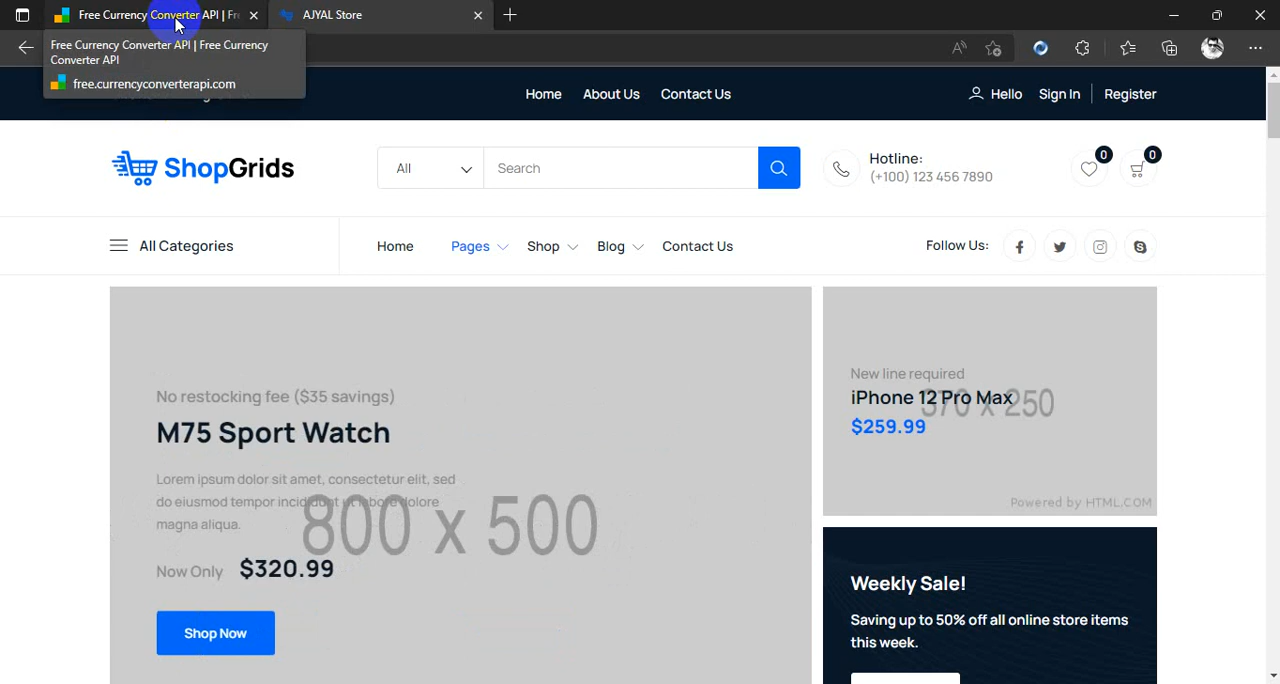 Free Currency Converter API | Fre
AJYAL Store
Free Currency Converter API | Free Currency
Converter API
free.currencyconverterapi.com
Home
About Us
Contact Us
Hello
Sign In
Register
ShopGrids
All
Search
Hotline:
(+100) 123 456 7890
0
0
All Categories
Home
Pages
Shop
Blog
Contact Us
Follow Us:
No restocking fee ($35 savings)
M75 Sport Watch
Lorem ipsum dolor sit amet, consectetur elit, sed
do eiusmod tempor incididunt ut labore dolore
magna aliqua.
800 x 500
Now Only $320.99
Shop Now
New line required
iPhone 12 Pro Max
370 x 250
$259.99
Powered by HTML.COM
Weekly Sale!
Saving up to 50% off all online store items
this week.